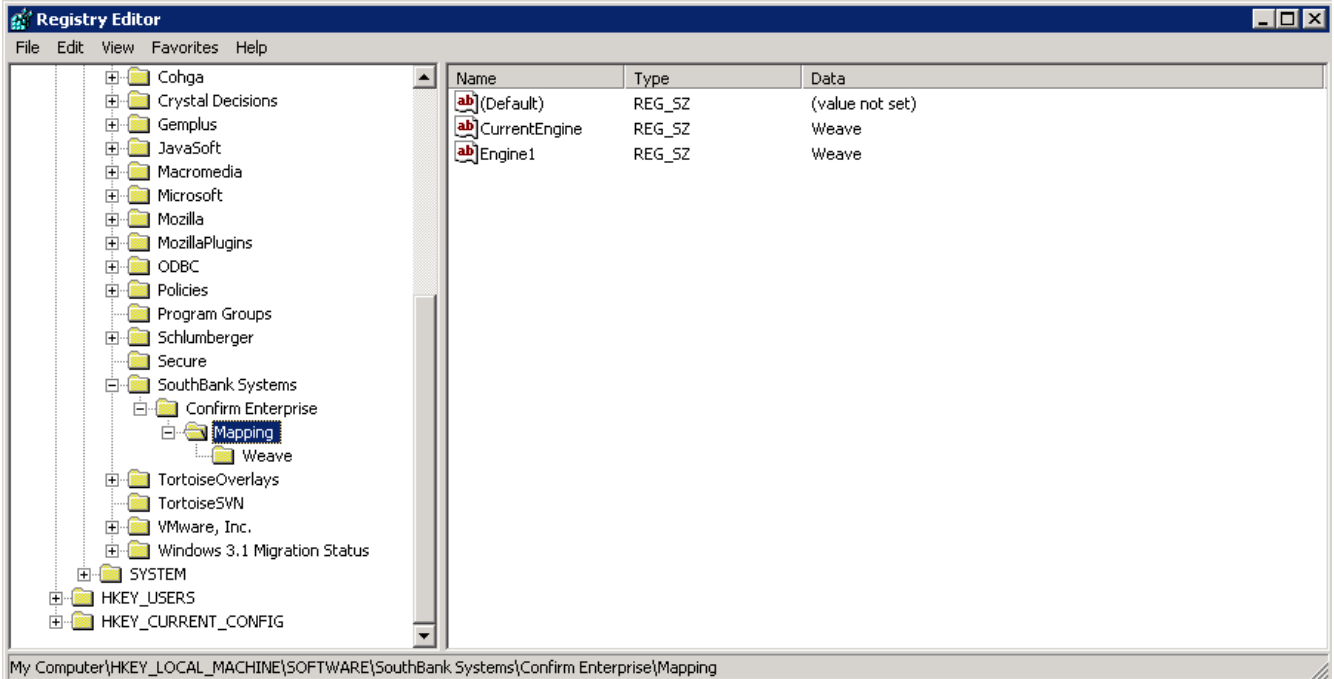 Registry Editor
File Edit View Favorites Help
Cohga
Crystal Decisions
Gemplus
JavaSoft
Macromedia
Microsoft
Mozilla
MozillaPlugins
ODBC
Policies
Program Groups
Schlumberger
Secure
SouthBank Systems
Confirm Enterprise
Mapping
Weave
TortoiseOverlays
TortoiseSVN
VMware, Inc.
Windows 3.1 Migration Status
SYSTEM
HKEY_USERS
HKEY_CURRENT_CONFIG
Name Type Data
ab (Default) REG_SZ (value not set)
ab CurrentEngine REG_SZ Weave
ab Engine1 REG_SZ Weave
My Computer\HKEY_LOCAL_MACHINE\SOFTWARE\SouthBank Systems\Confirm Enterprise\Mapping